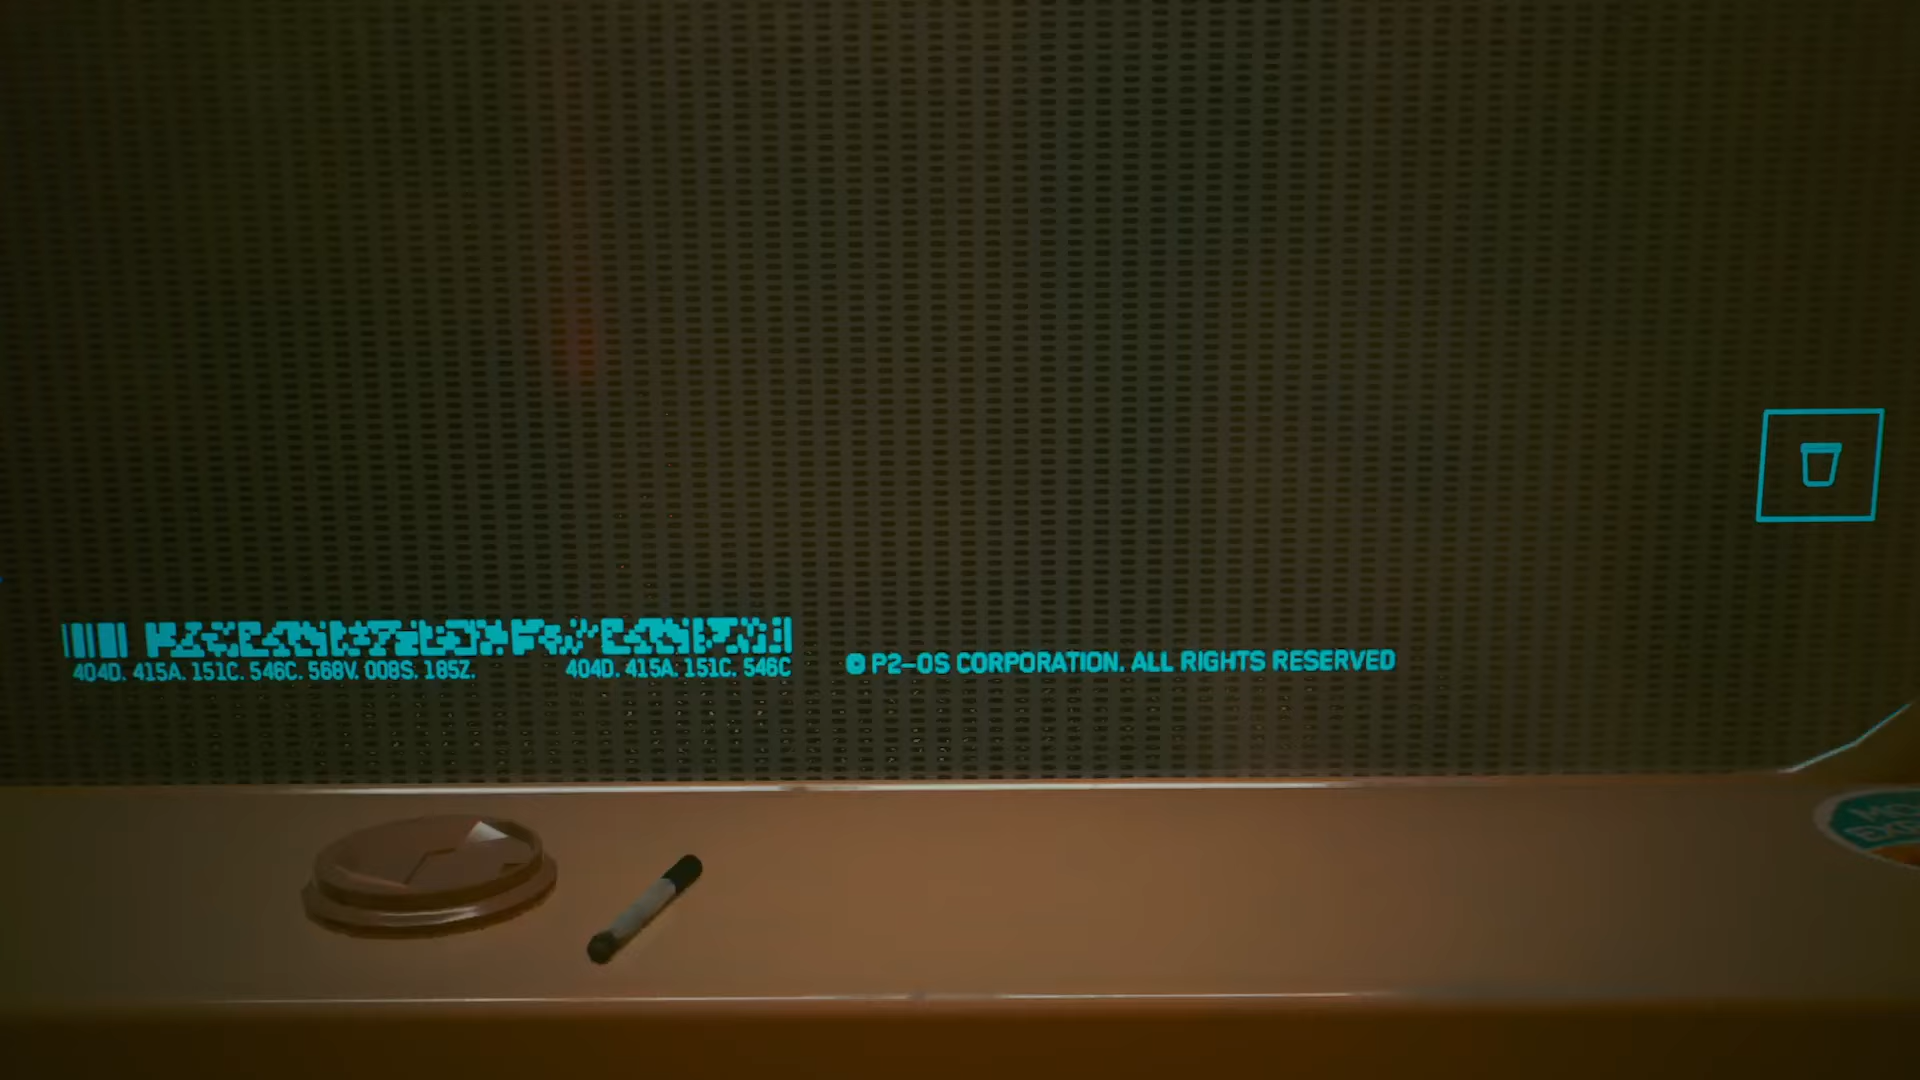 404D. 415A. 151C. 546C. 568V. 008S. 185Z.
404D. 415A. 151C. 546C
© P2-OS CORPORATION. ALL RIGHTS RESERVED